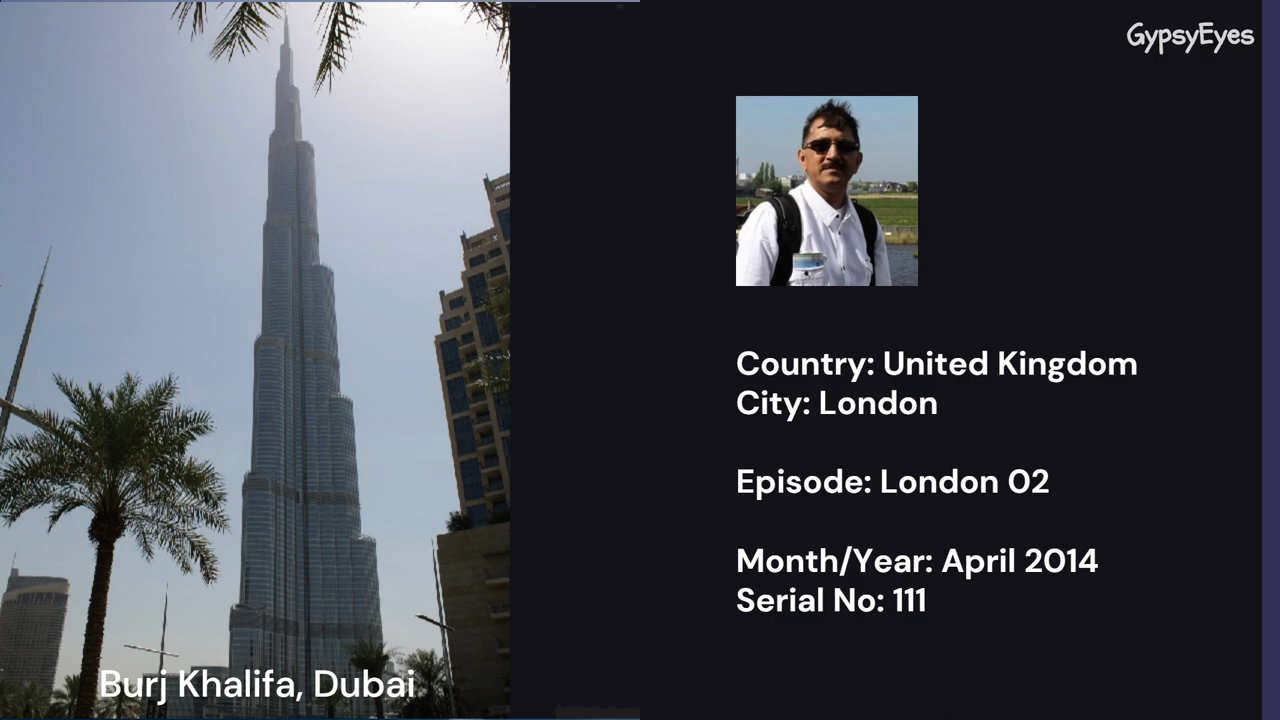 GypsyEyes
Country: United Kingdom
City: London
Episode: London 02
Month/Year: April 2014
Serial No: 111
Burj Khalifa, Dubai